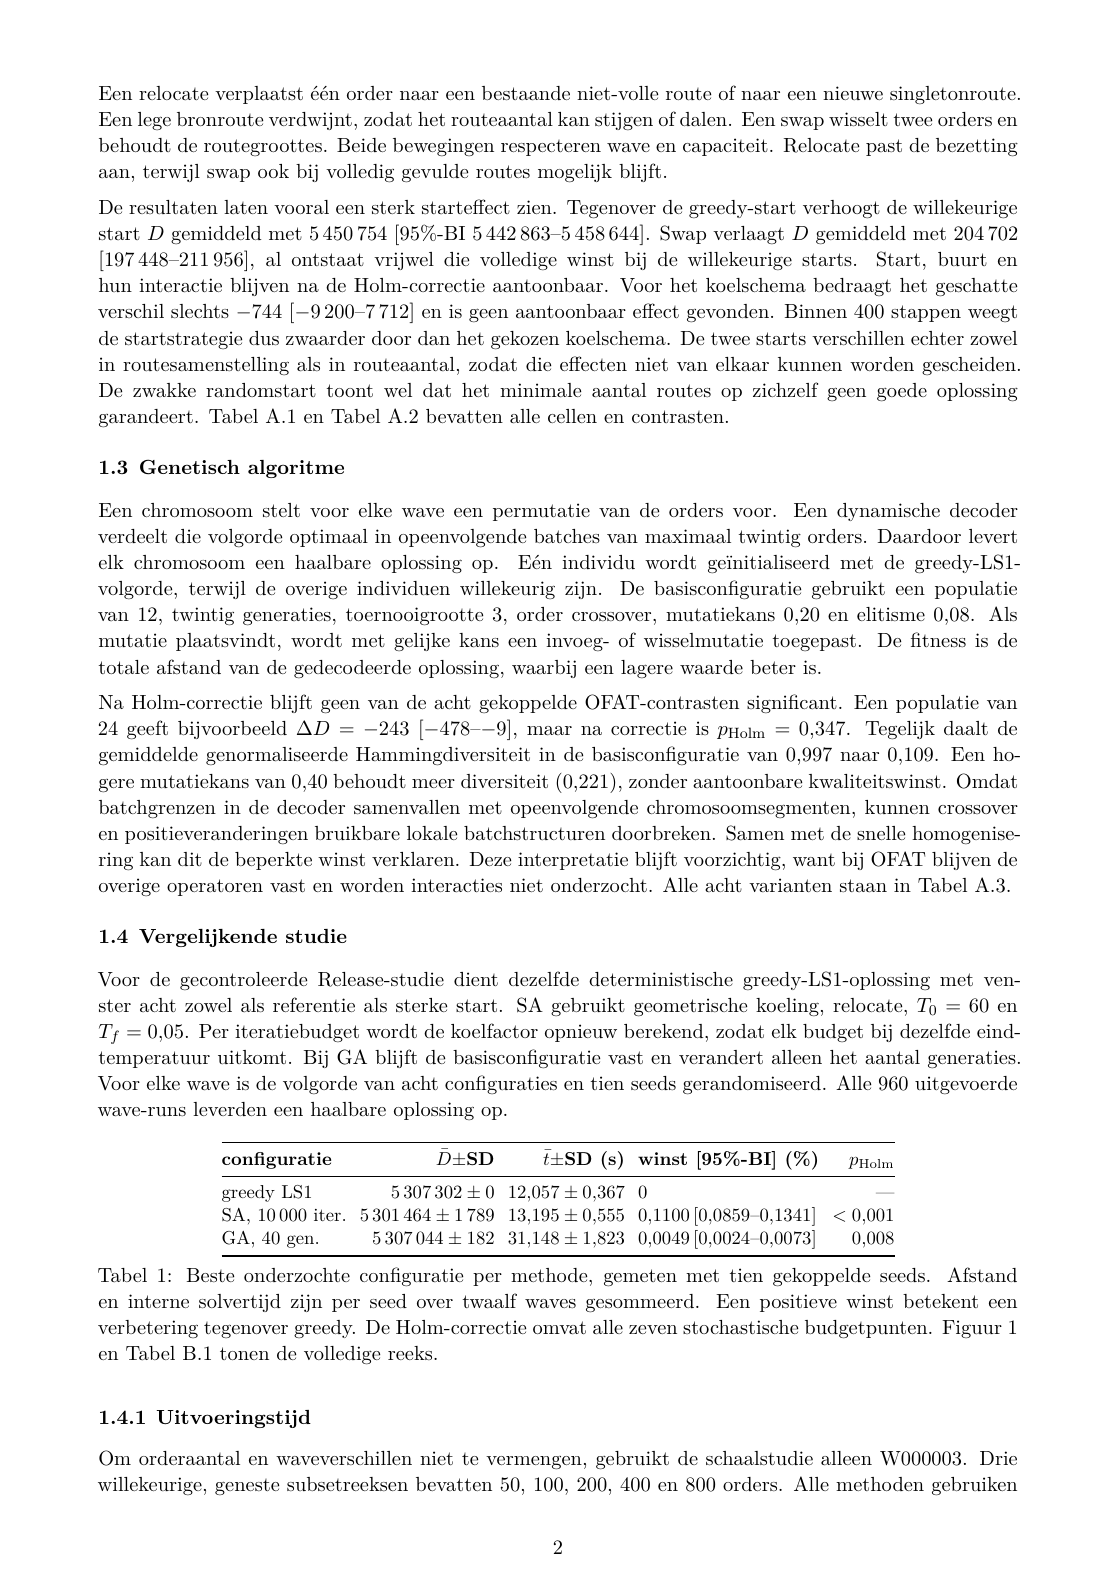 Een relocate verplaatst één order naar een bestaande niet-volle route of naar een nieuwe singletonroute.
Een lege bronroute verdwijnt, zodat het routeaantal kan stijgen of dalen. Een swap wisselt twee orders en
behoudt de routegroottes. Beide bewegingen respecteren wave en capaciteit. Relocate past de bezetting
aan, terwijl swap ook bij volledig gevulde routes mogelijk blijft.
De resultaten laten vooral een sterk starteffect zien. Tegenover de greedy-start verhoogt de willekeurige
start D gemiddeld met 5 450 754 [95%-BI 5 442 863–5 458 644]. Swap verlaagt D gemiddeld met 204 702
[197 448–211 956], al ontstaat vrijwel die volledige winst bij de willekeurige starts. Start, buurt en
hun interactie blijven na de Holm-correctie aantoonbaar. Voor het koelschema bedraagt het geschatte
verschil slechts −744 [−9 200–7 712] en is geen aantoonbaar effect gevonden. Binnen 400 stappen weegt
de startstrategie dus zwaarder door dan het gekozen koelschema. De twee starts verschillen echter zowel
in routesamenstelling als in routeaantal, zodat die effecten niet van elkaar kunnen worden gescheiden.
De zwakke randomstart toont wel dat het minimale aantal routes op zichzelf geen goede oplossing
garandeert. Tabel A.1 en Tabel A.2 bevatten alle cellen en contrasten.
1.3 Genetisch algoritme
Een chromosoom stelt voor elke wave een permutatie van de orders voor. Een dynamische decoder
verdeelt die volgorde optimaal in opeenvolgende batches van maximaal twintig orders. Daardoor levert
elk chromosoom een haalbare oplossing op. Eén individu wordt geïnitialiseerd met de greedy-LS1-
volgorde, terwijl de overige individuen willekeurig zijn. De basisconfiguratie gebruikt een populatie
van 12, twintig generaties, toernooigrootte 3, order crossover, mutatiekans 0,20 en elitisme 0,08. Als
mutatie plaatsvindt, wordt met gelijke kans een invoeg- of wisselmutatie toegepast. De fitness is de
totale afstand van de gedecodeerde oplossing, waarbij een lagere waarde beter is.
Na Holm-correctie blijft geen van de acht gekoppelde OFAT-contrasten significant. Een populatie van
24 geeft bijvoorbeeld ΔD = −243 [−478–−9], maar na correctie is pHolm = 0,347. Tegelijk daalt de
gemiddelde genormaliseerde Hammingdiversiteit in de basisconfiguratie van 0,997 naar 0,109. Een ho-
gere mutatiekans van 0,40 behoudt meer diversiteit (0,221), zonder aantoonbare kwaliteitswinst. Omdat
batchgrenzen in de decoder samenvallen met opeenvolgende chromosoomsegmenten, kunnen crossover
en positieveranderingen bruikbare lokale batchstructuren doorbreken. Samen met de snelle homogenise-
ring kan dit de beperkte winst verklaren. Deze interpretatie blijft voorzichtig, want bij OFAT blijven de
overige operatoren vast en worden interacties niet onderzocht. Alle acht varianten staan in Tabel A.3.
1.4 Vergelijkende studie
Voor de gecontroleerde Release-studie dient dezelfde deterministische greedy-LS1-oplossing met ven-
ster acht zowel als referentie als sterke start. SA gebruikt geometrische koeling, relocate, T0 = 60 en
Tf = 0,05. Per iteratiebudget wordt de koelfactor opnieuw berekend, zodat elk budget bij dezelfde eind-
temperatuur uitkomt. Bij GA blijft de basisconfiguratie vast en verandert alleen het aantal generaties.
Voor elke wave is de volgorde van acht configuraties en tien seeds gerandomiseerd. Alle 960 uitgevoerde
wave-runs leverden een haalbare oplossing op.
configuratie D̄±SD t̄±SD (s) winst [95%-BI] (%) pHolm
greedy LS1 5 307 302 ± 0 12,057 ± 0,367 0 —
SA, 10 000 iter. 5 301 464 ± 1 789 13,195 ± 0,555 0,1100 [0,0859–0,1341] < 0,001
GA, 40 gen. 5 307 044 ± 182 31,148 ± 1,823 0,0049 [0,0024–0,0073] 0,008
Tabel 1: Beste onderzochte configuratie per methode, gemeten met tien gekoppelde seeds. Afstand
en interne solvertijd zijn per seed over twaalf waves gesommeerd. Een positieve winst betekent een
verbetering tegenover greedy. De Holm-correctie omvat alle zeven stochastische budgetpunten. Figuur 1
en Tabel B.1 tonen de volledige reeks.
1.4.1 Uitvoeringstijd
Om orderaantal en waveverschillen niet te vermengen, gebruikt de schaalstudie alleen W000003. Drie
willekeurige, geneste subsetreeksen bevatten 50, 100, 200, 400 en 800 orders. Alle methoden gebruiken
2